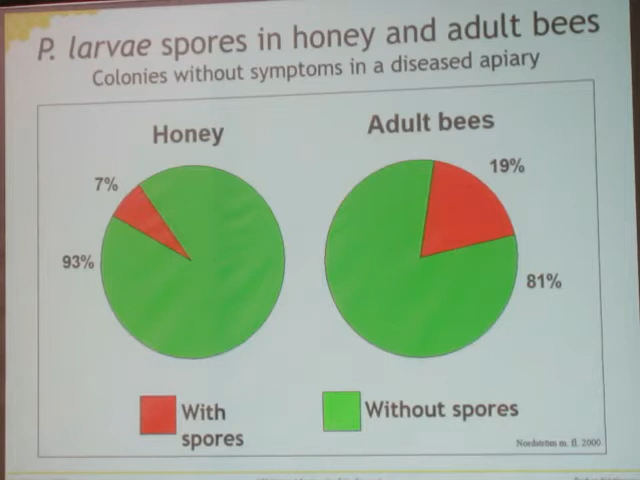 P. larvae spores in honey and adult bees
Colonies without symptoms in a diseased apiary
Honey
Adult bees
7%
19%
93%
81%
With
spores
Without spores
Nordström m. fl. 2000